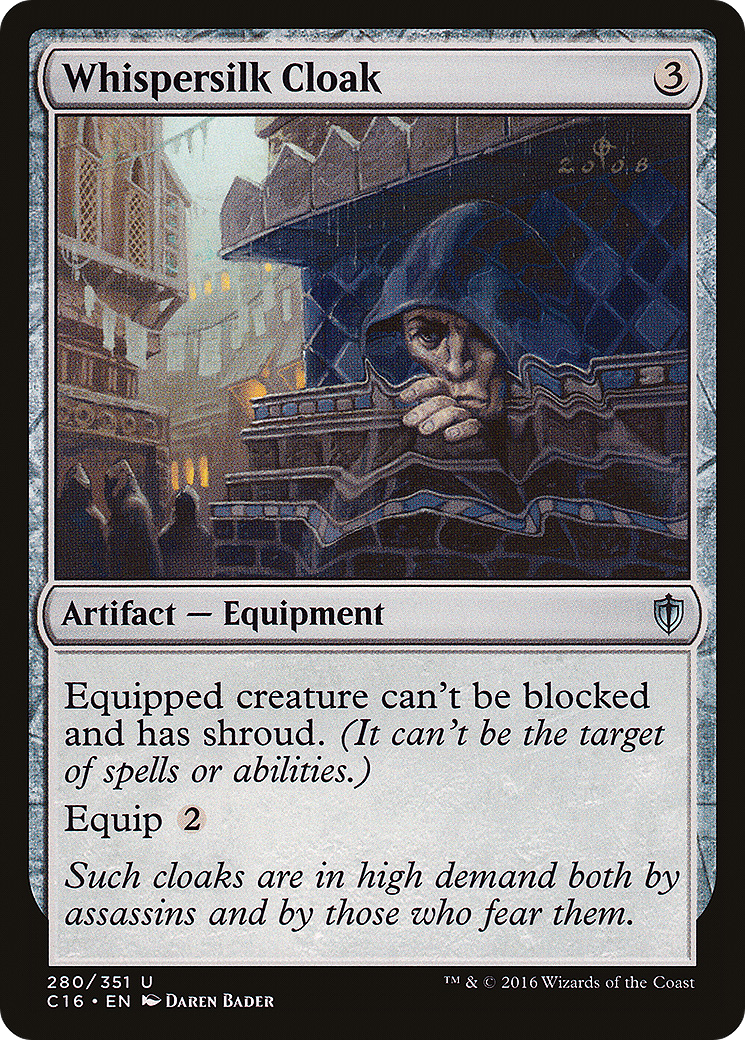 Whispersilk Cloak
3
2008
Artifact — Equipment
Equipped creature can't be blocked
and has shroud. (It can't be the target
of spells or abilities.)
Equip 2
Such cloaks are in high demand both by
assassins and by those who fear them.
280/351 U
™ & © 2016 Wizards of the Coast
C16 • EN Daren Bader